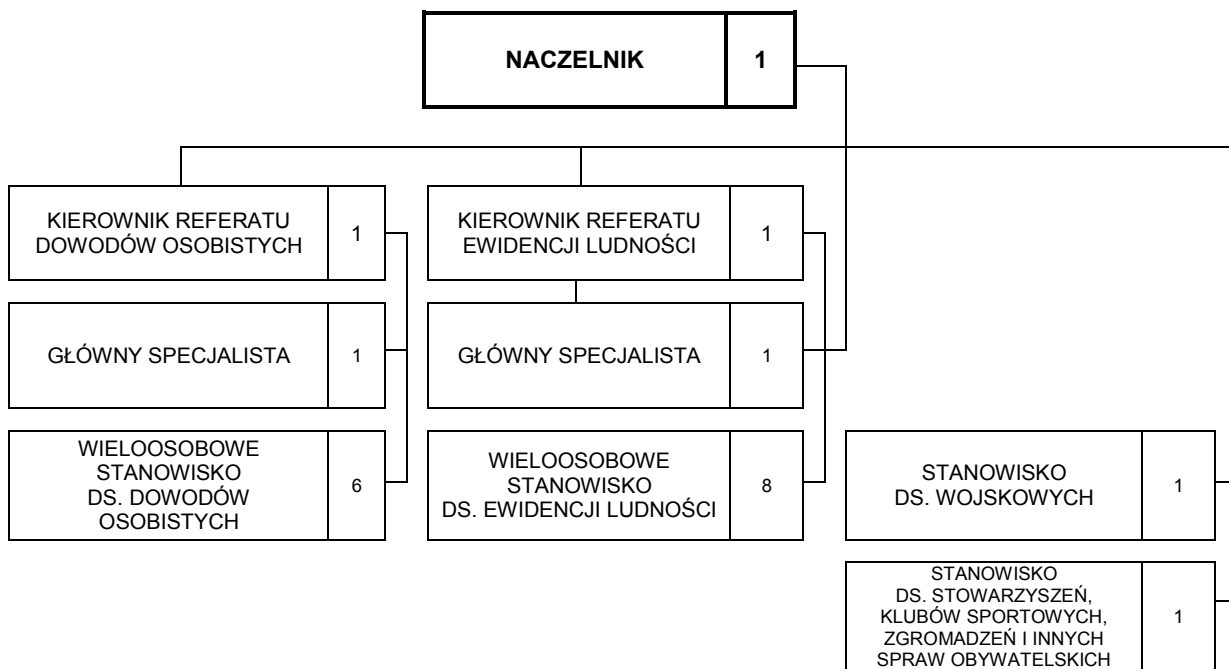 NACZELNIK
1
KIEROWNIK REFERATU
DOWODÓW OSOBISTYCH
1
KIEROWNIK REFERATU
EWIDENCJI LUDNOŚCI
1
GŁÓWNY SPECJALISTA
1
GŁÓWNY SPECJALISTA
1
WIELOOSOBOWE
STANOWISKO
DS. DOWODÓW
OSOBISTYCH
6
WIELOOSOBOWE
STANOWISKO
DS. EWIDENCJI LUDNOŚCI
8
STANOWISKO
DS. WOJSKOWYCH
1
STANOWISKO
DS. STOWARZYSZEŃ,
KLUBÓW SPORTOWYCH,
ZGROMADZEŃ I INNYCH
SPRAW OBYWATELSKICH
1